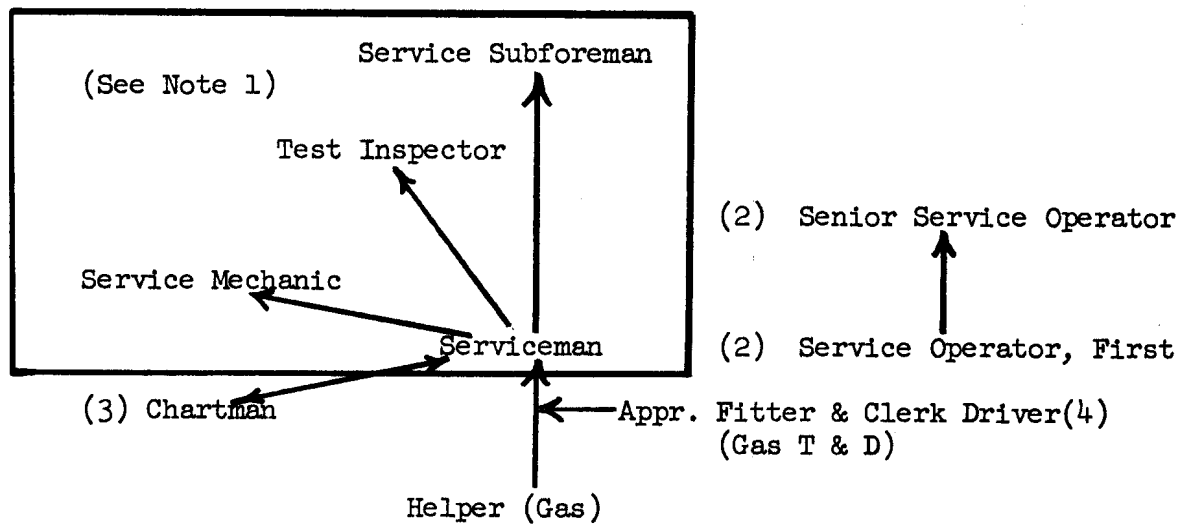 Service Subforeman
(See Note 1)
Test Inspector
(2) Senior Service Operator
Service Mechanic
Serviceman
(2) Service Operator, First
(3) Chartman
Appr. Fitter & Clerk Driver(4)
(Gas T & D)
Helper (Gas)